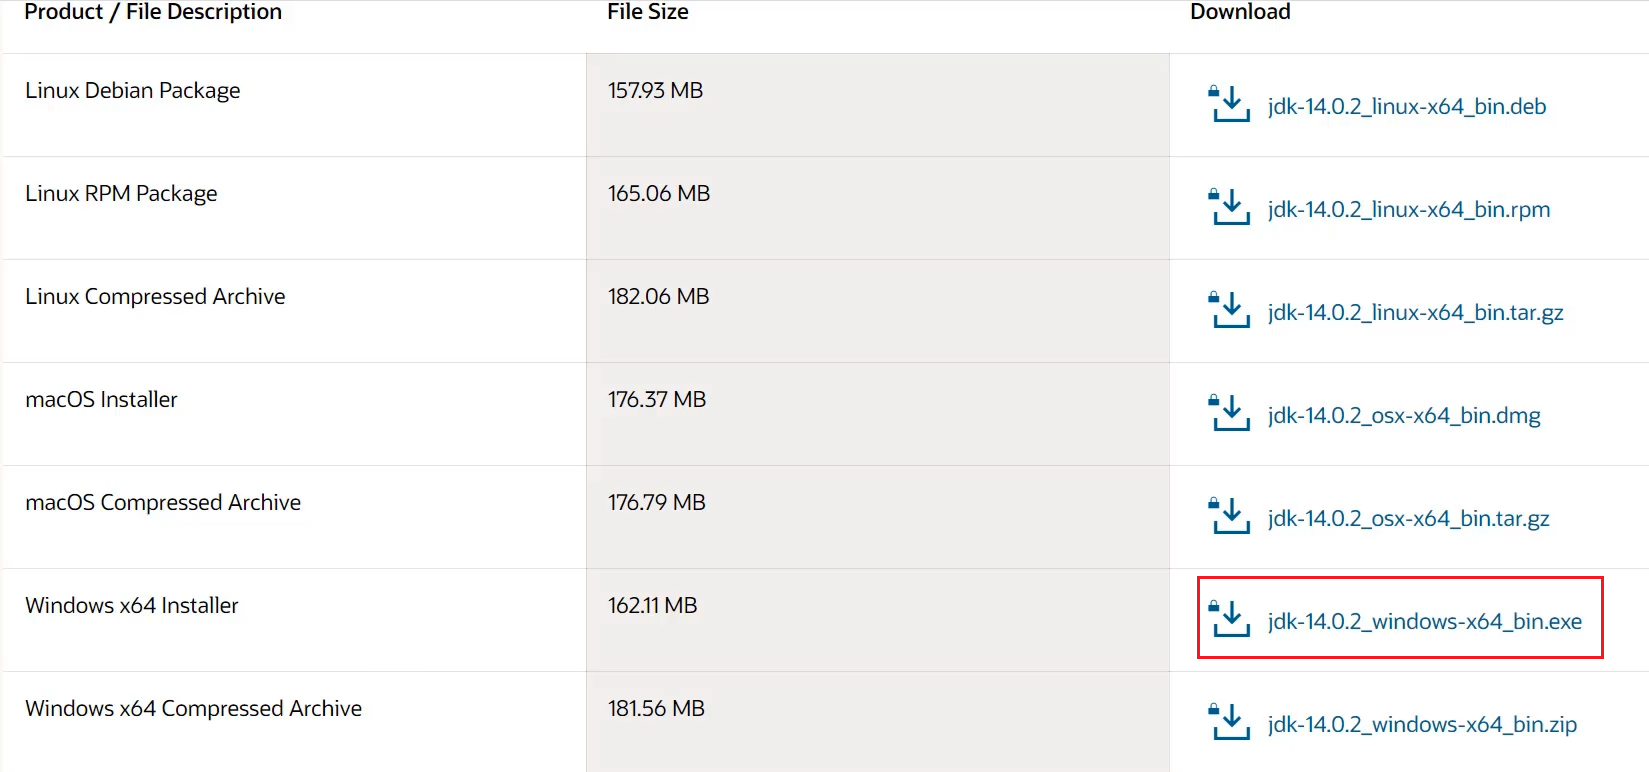 Product / File Description File Size Download
Linux Debian Package 157.93 MB jdk-14.0.2_linux-x64_bin.deb
Linux RPM Package 165.06 MB jdk-14.0.2_linux-x64_bin.rpm
Linux Compressed Archive 182.06 MB jdk-14.0.2_linux-x64_bin.tar.gz
macOS Installer 176.37 MB jdk-14.0.2_osx-x64_bin.dmg
macOS Compressed Archive 176.79 MB jdk-14.0.2_osx-x64_bin.tar.gz
Windows x64 Installer 162.11 MB jdk-14.0.2_windows-x64_bin.exe
Windows x64 Compressed Archive 181.56 MB jdk-14.0.2_windows-x64_bin.zip